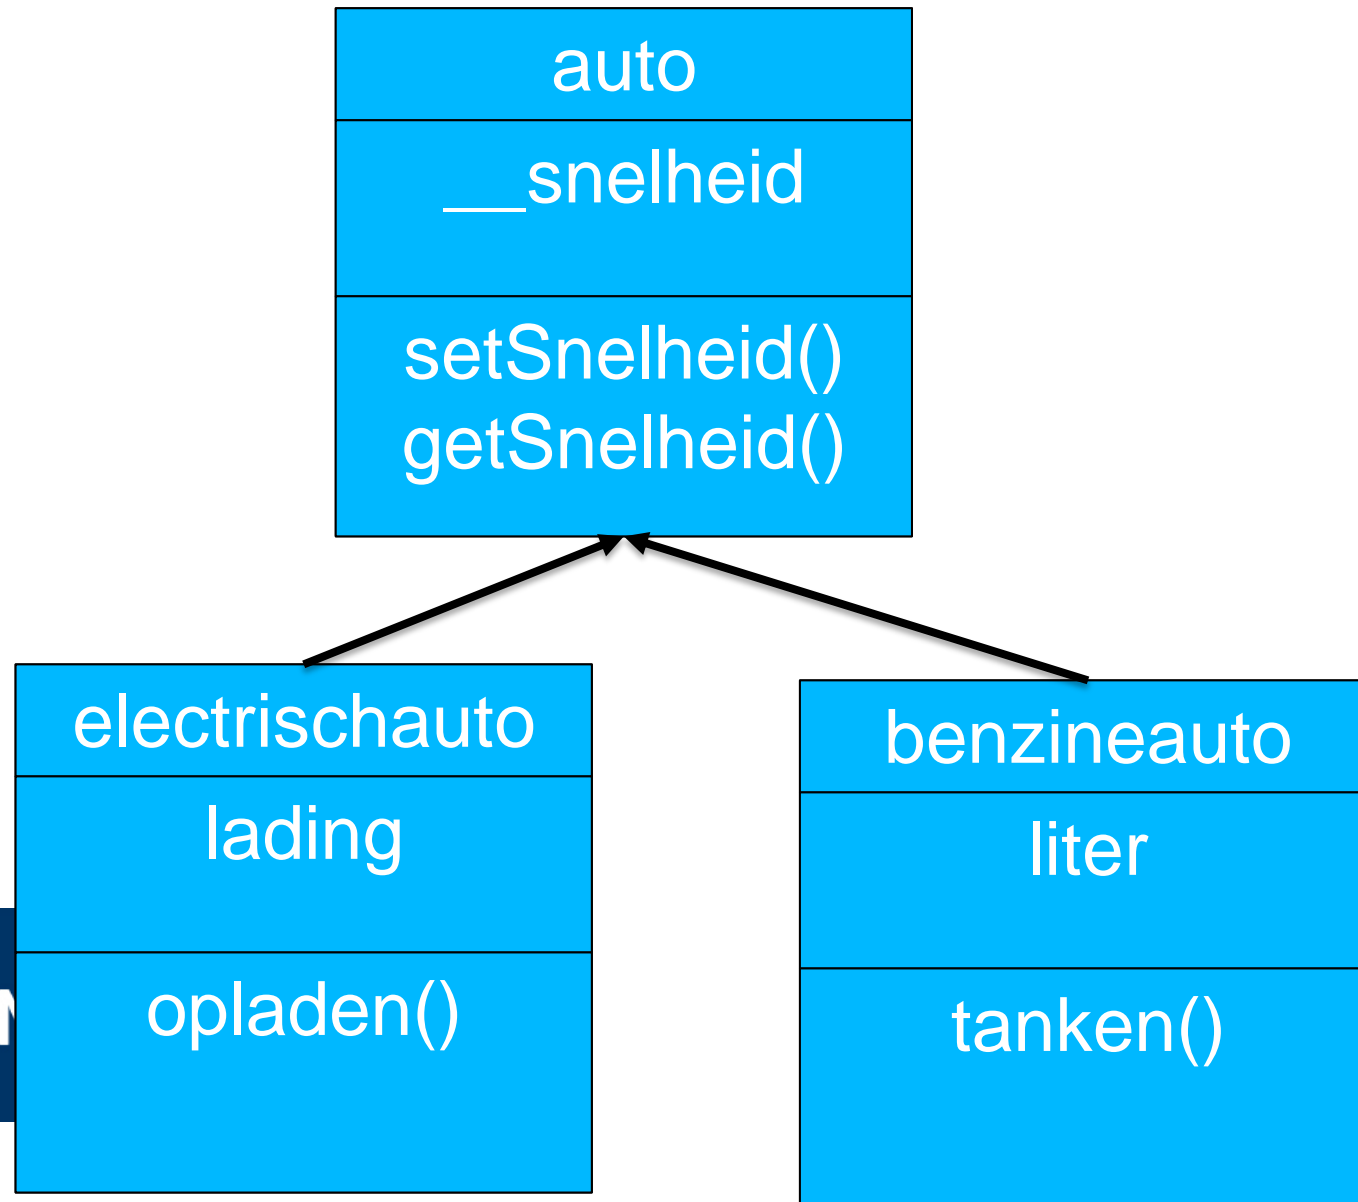 auto
__snelheid
setSnelheid()
getSnelheid()
electrischauto
lading
opladen()
benzineauto
liter
tanken()